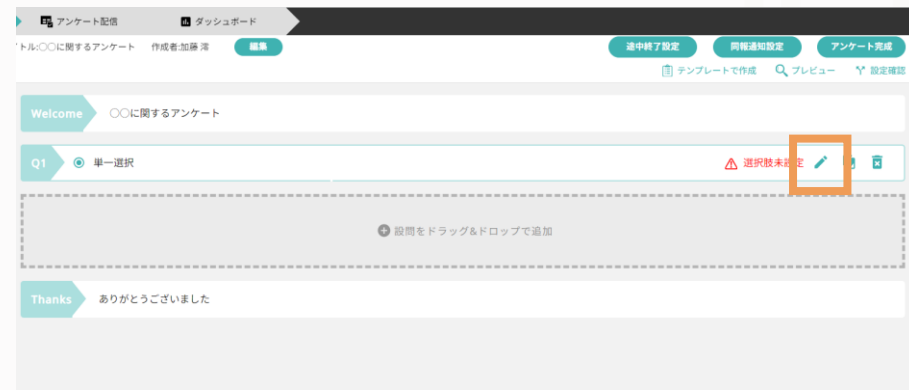 アンケート配信 ダッシュボード
トル:○○に関するアンケート 作成者:加藤 澪 編集 途中終了設定 同報通知設定 アンケート完成
テンプレートで作成 プレビュー 設定確認
Welcome ○○に関するアンケート
Q1 単一選択 選択肢未設定
設問をドラッグ&ドロップで追加
Thanks ありがとうございました